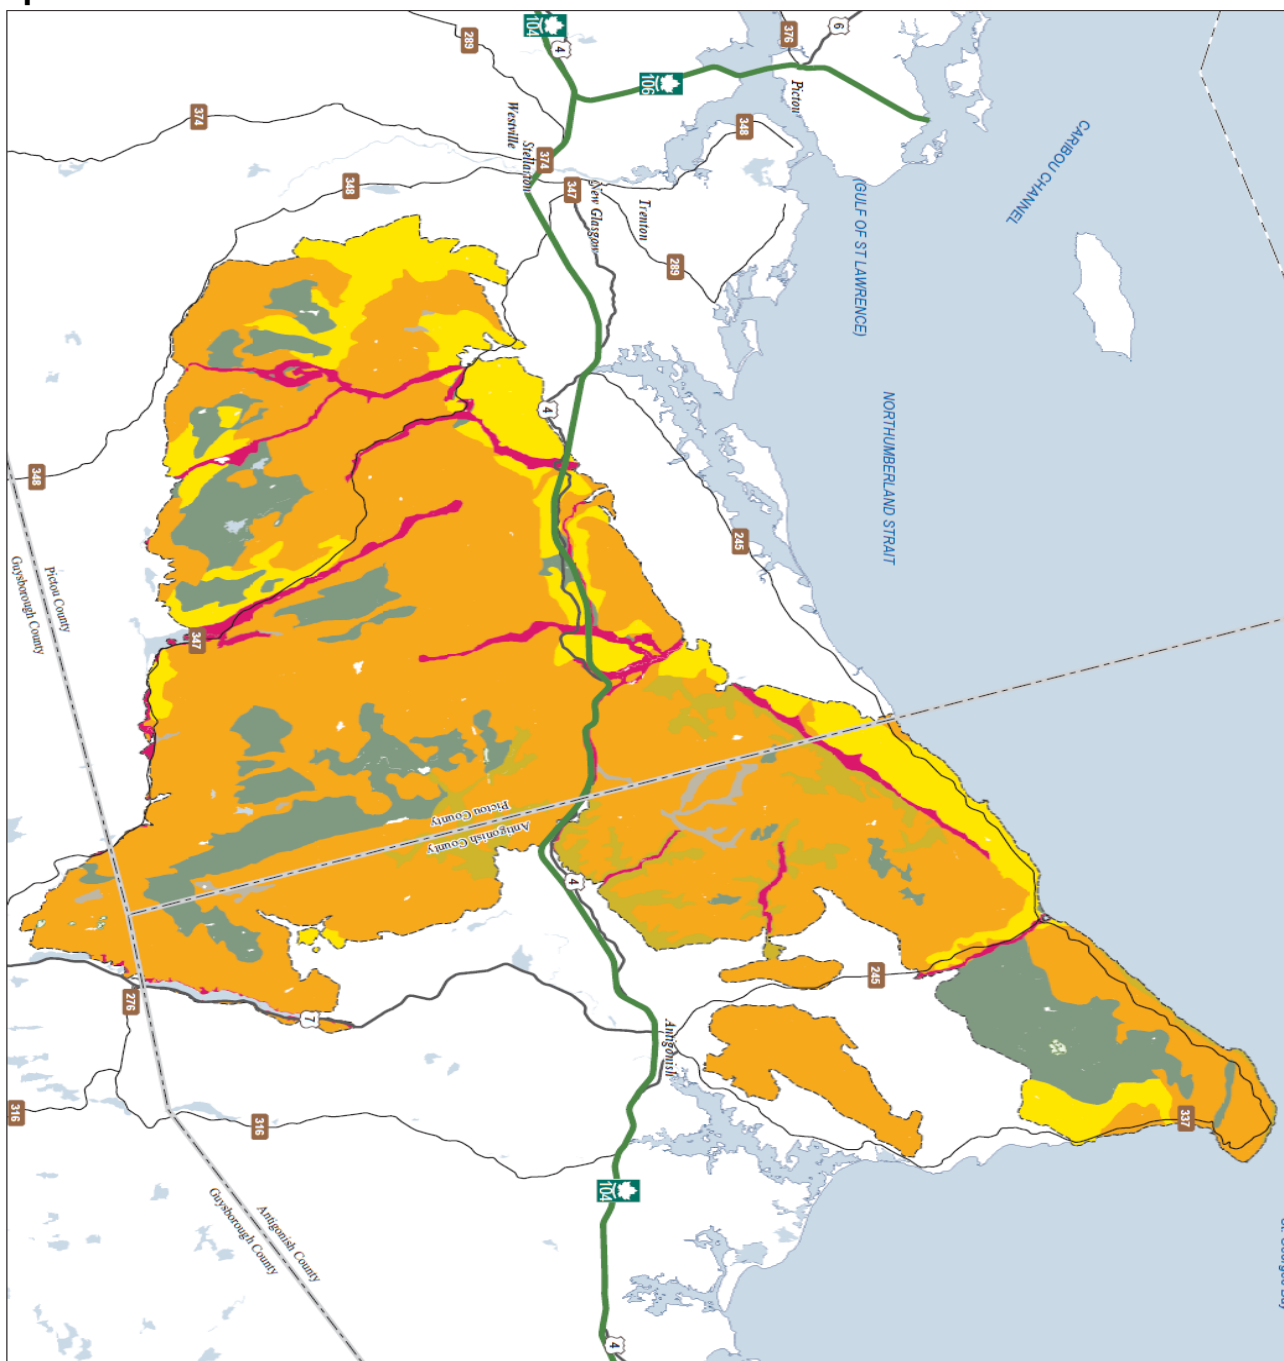 104
4
6
376
289
106
Pictou
CARIBOU CHANNEL
374
Westville
348
374
Stellarton
348
347
New Glasgow
Trenton
(GULF OF ST LAWRENCE)
289
NORTHUMBERLAND STRAIT
4
348
245
Pictou County
Guysborough County
347
Pictou County
Antigonish County
4
245
276
7
Antigonish
316
316
337
104
Antigonish County
Guysborough County
4